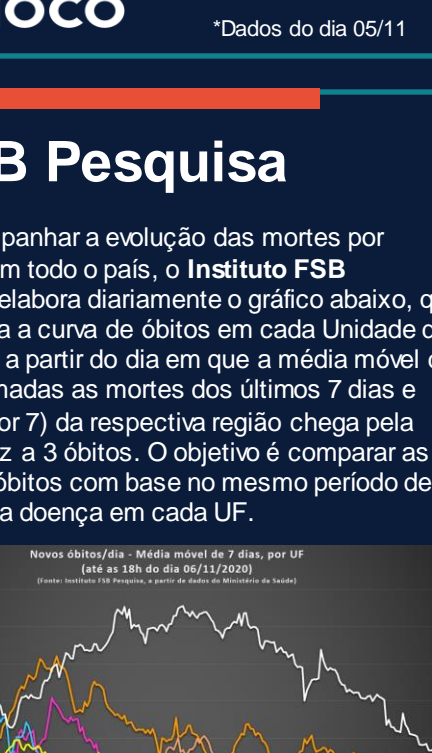 oco
*Dados do dia 05/11
B Pesquisa
panhar a evolução das mortes por
m todo o país, o Instituto FSB
elabora diariamente o gráfico abaixo, q
a a curva de óbitos em cada Unidade d
a partir do dia em que a média móvel
madas as mortes dos últimos 7 dias e
or 7) da respectiva região chega pela
z a 3 óbitos. O objetivo é comparar as
óbitos com base no mesmo período de
a doença em cada UF.
Novos óbitos/dia - Média móvel de 7 dias, por UF
(até as 18h do dia 06/11/2020)
(Fonte: Instituto FSB Pesquisa, a partir de dados do Ministério da Saúde)